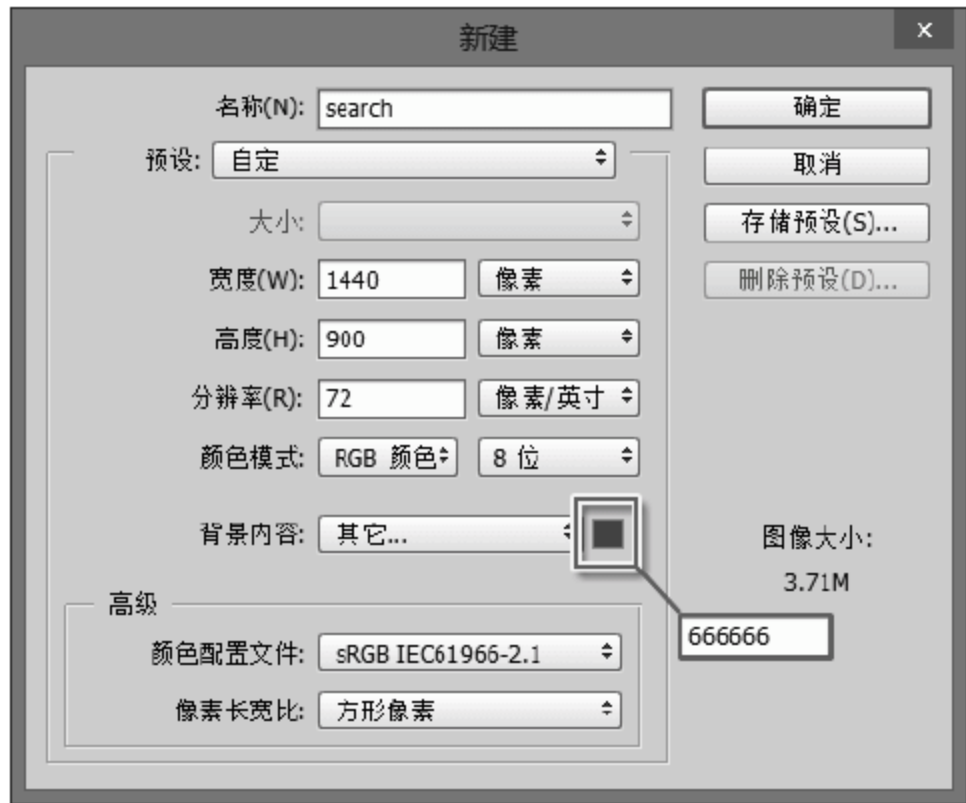 新建
x
名称(N): search 确定
预设: 自定 取消
大小: 存储预设(S)...
宽度(W): 1440 像素 删除预设(D)...
高度(H): 900 像素
分辨率(R): 72 像素/英寸
颜色模式: RGB 颜色 8 位
背景内容: 其它... 图像大小:
3.71M
高级
666666
颜色配置文件: sRGB IEC61966-2.1
像素长宽比: 方形像素